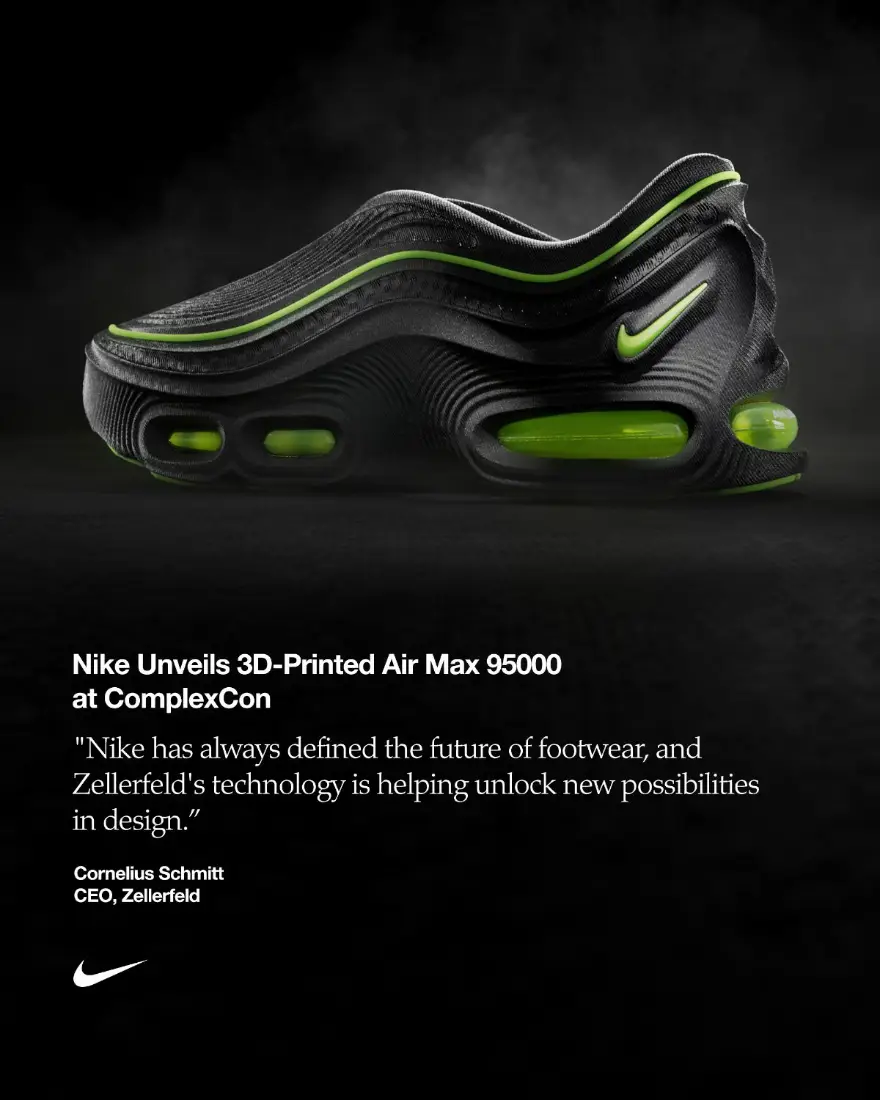 Nike Unveils 3D-Printed Air Max 95000
at ComplexCon
"Nike has always defined the future of footwear, and
Zellerfeld's technology is helping unlock new possibilities
in design.”
Cornelius Schmitt
CEO, Zellerfeld